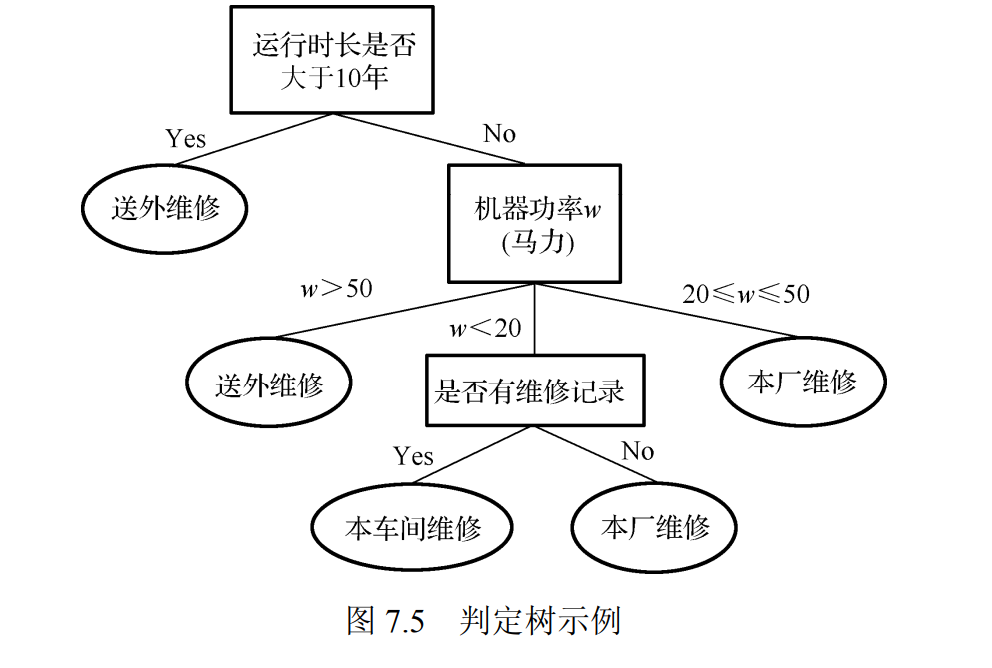 运行时长是否
大于10年
Yes
No
送外维修
机器功率w
(马力)
w＞50
w＜20
20≤w≤50
送外维修
是否有维修记录
本厂维修
Yes
No
本车间维修
本厂维修
图 7.5 判定树示例